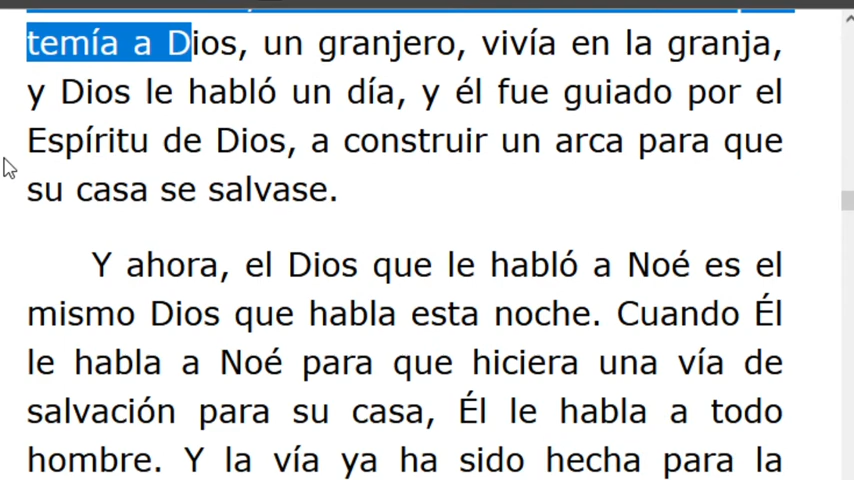 temía a Dios, un granjero, vivía en la granja,
y Dios le habló un día, y él fue guiado por el
Espíritu de Dios, a construir un arca para que
su casa se salvase.
Y ahora, el Dios que le habló a Noé es el
mismo Dios que habla esta noche. Cuando Él
le habla a Noé para que hiciera una vía de
salvación para su casa, Él le habla a todo
hombre. Y la vía ya ha sido hecha para la